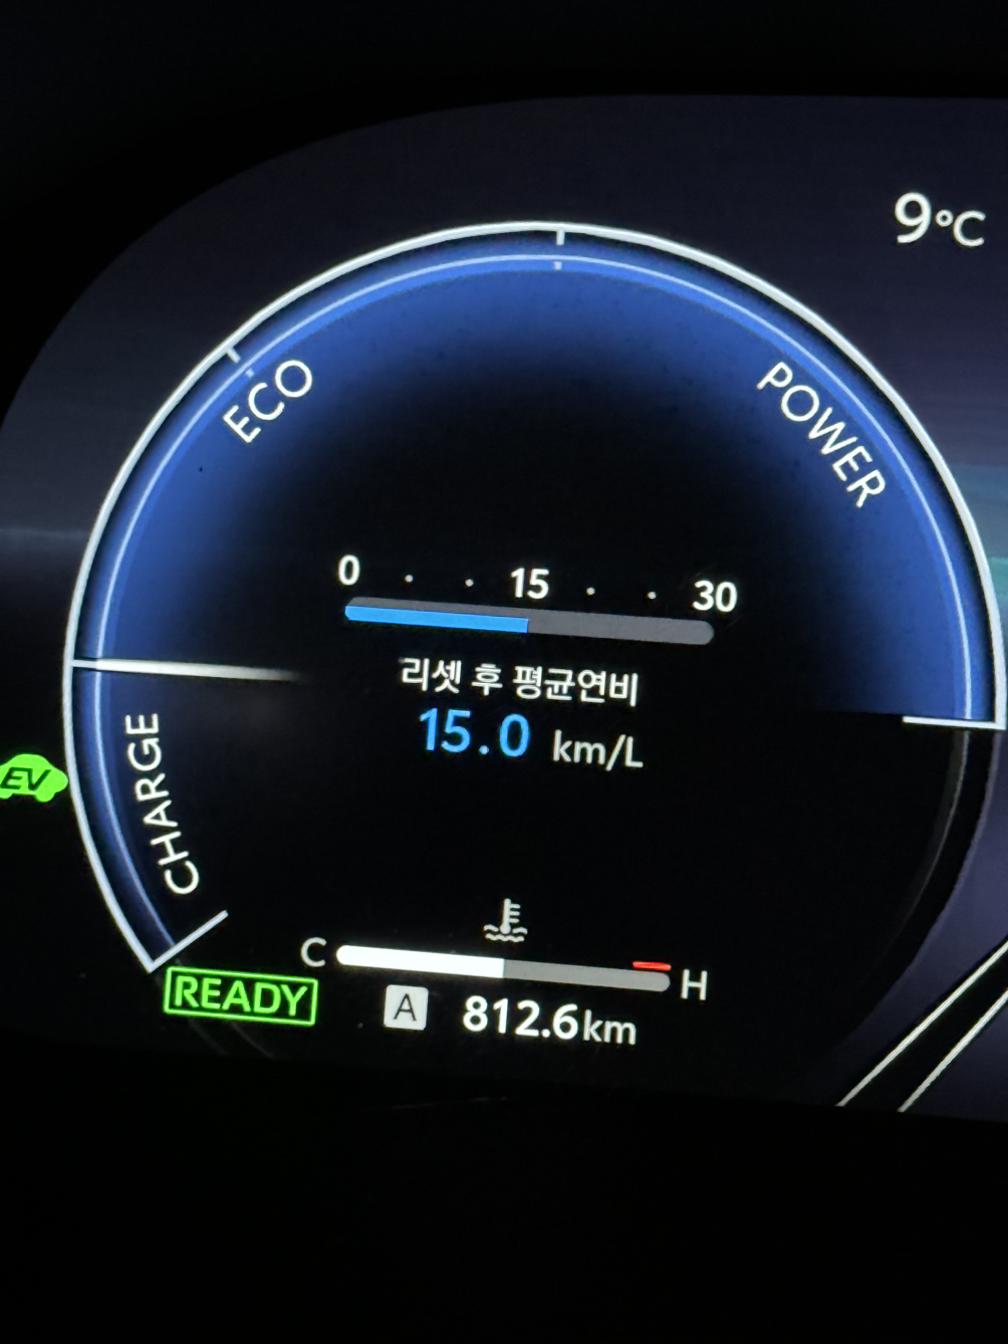 9°C
ECO
POWER
0 · · 15 · · 30
리셋 후 평균연비
15.0 km/L
CHARGE
EV
C H
READY
A 812.6km